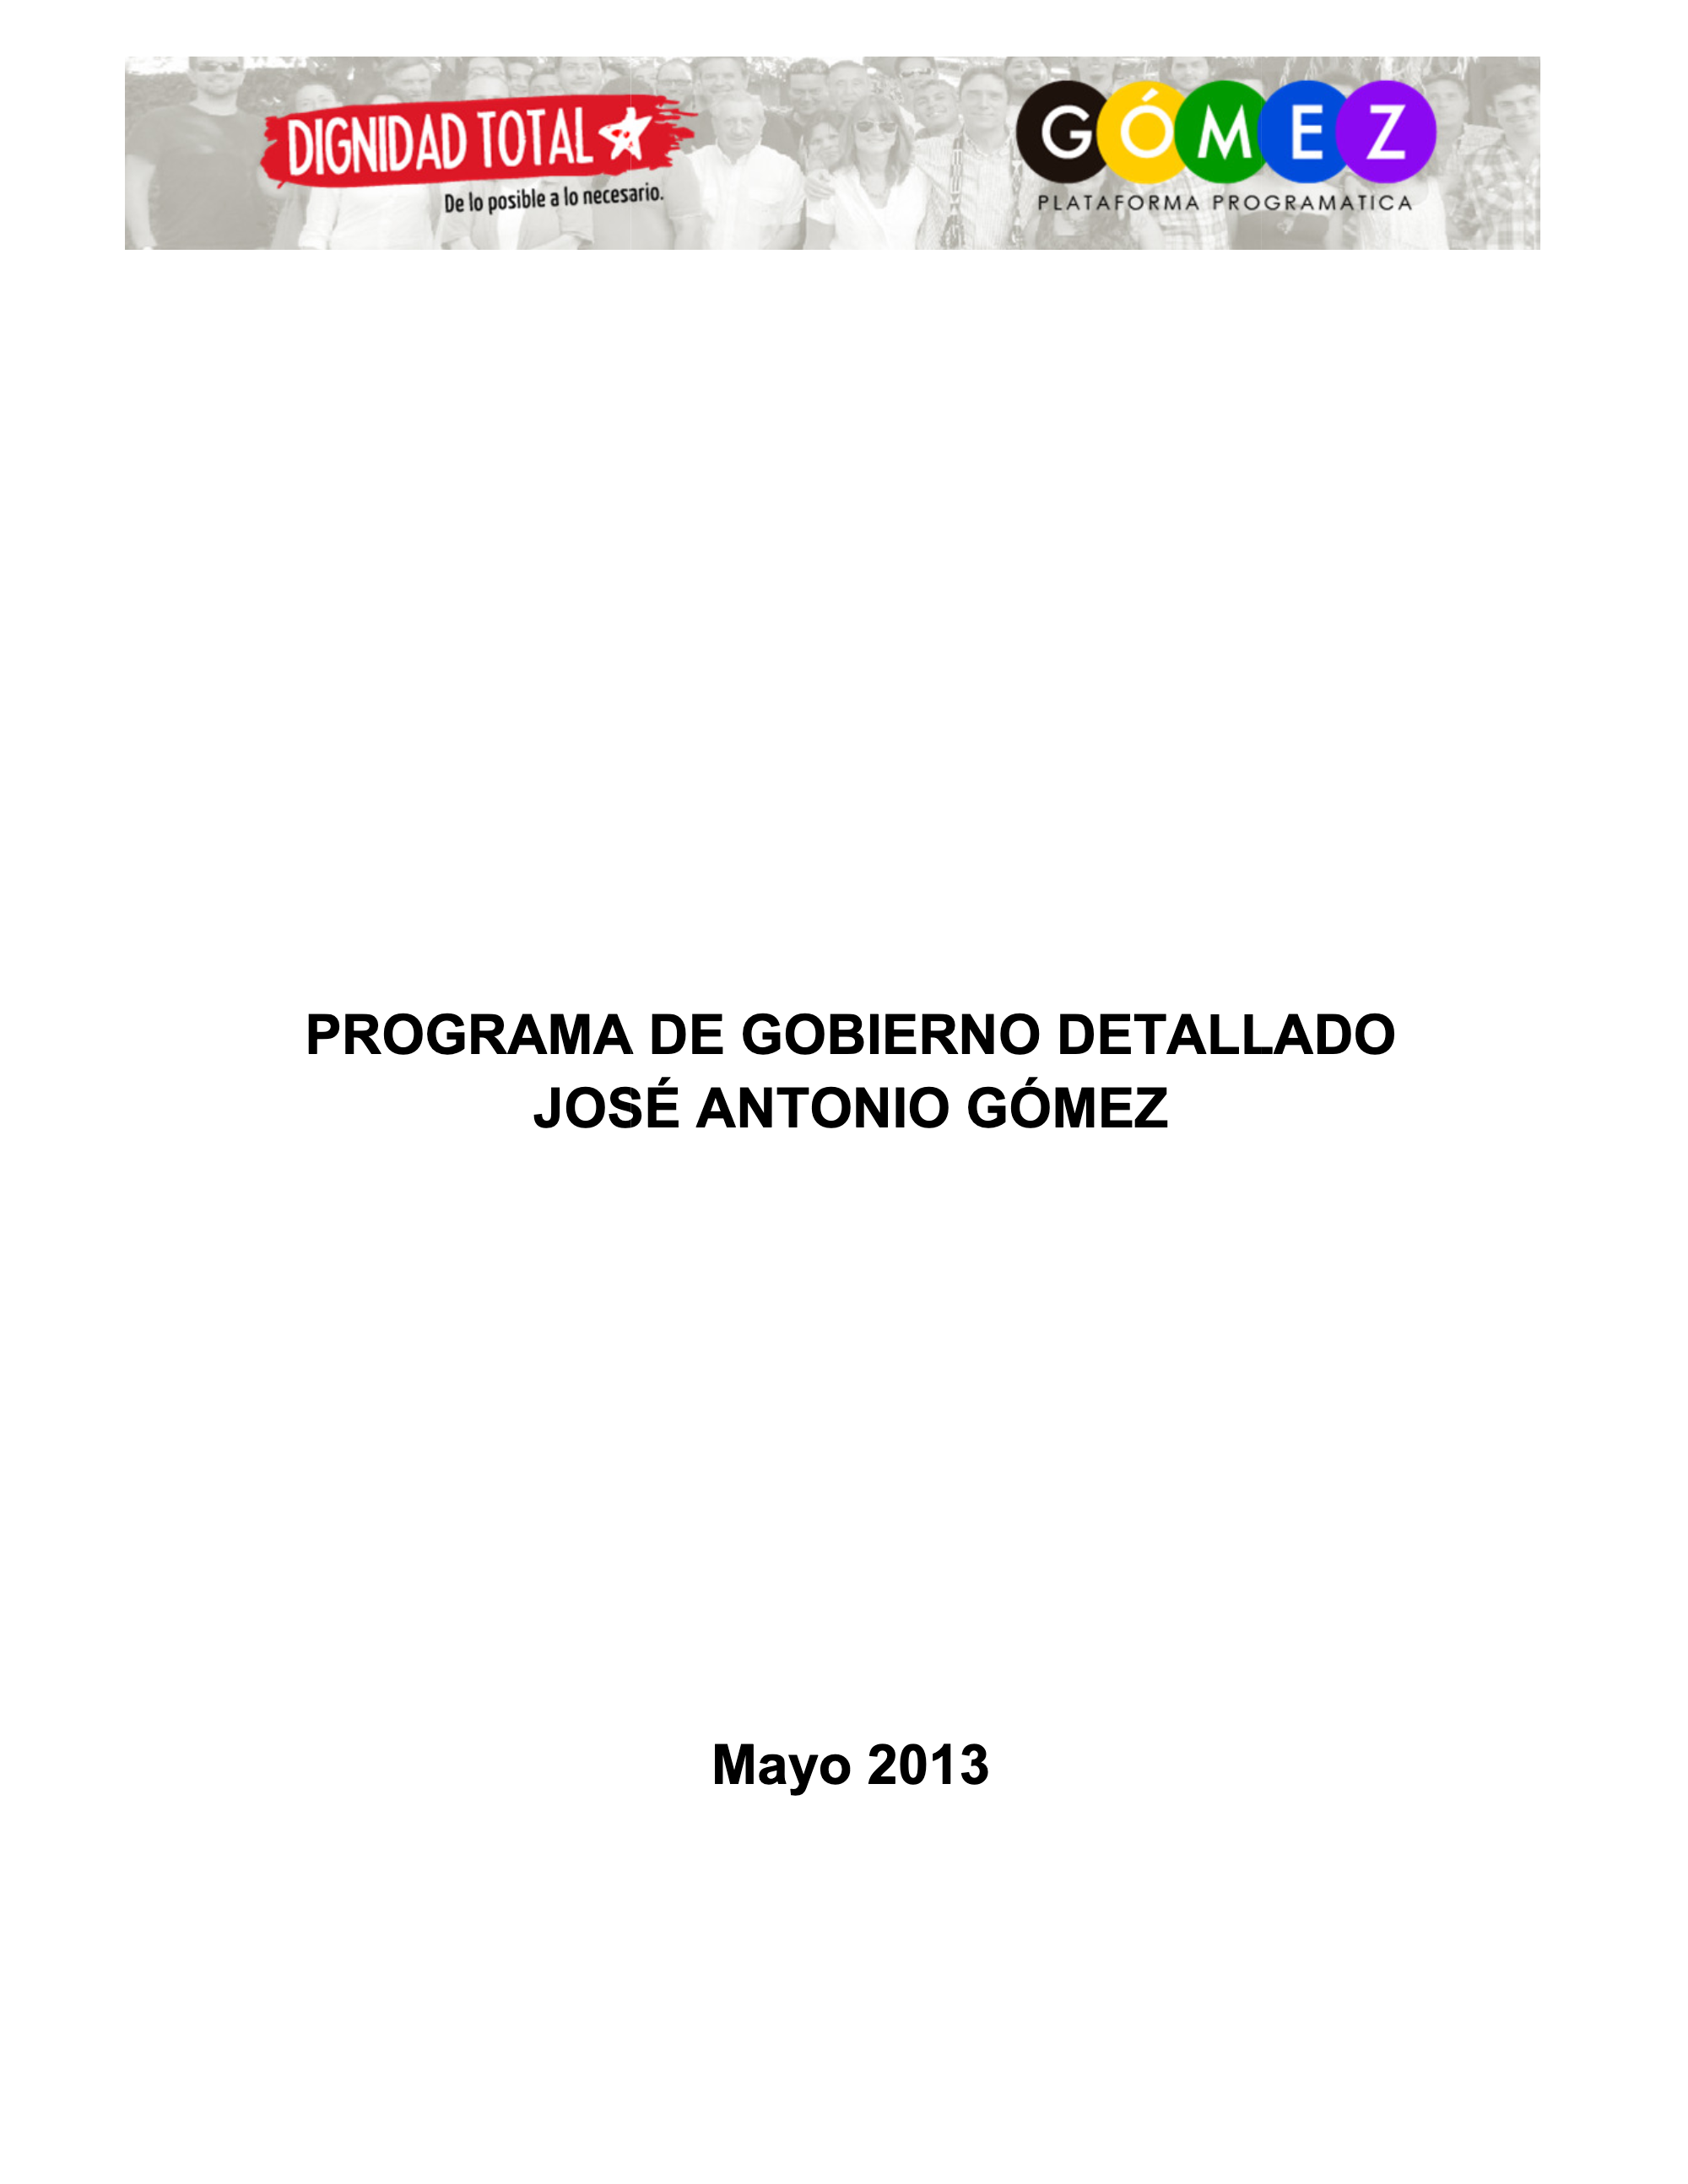 DIGNIDAD TOTAL
De lo posible a lo necesario.
GÓMEZ
PLATAFORMA PROGRAMATICA
PROGRAMA DE GOBIERNO DETALLADO
JOSÉ ANTONIO GÓMEZ
Mayo 2013